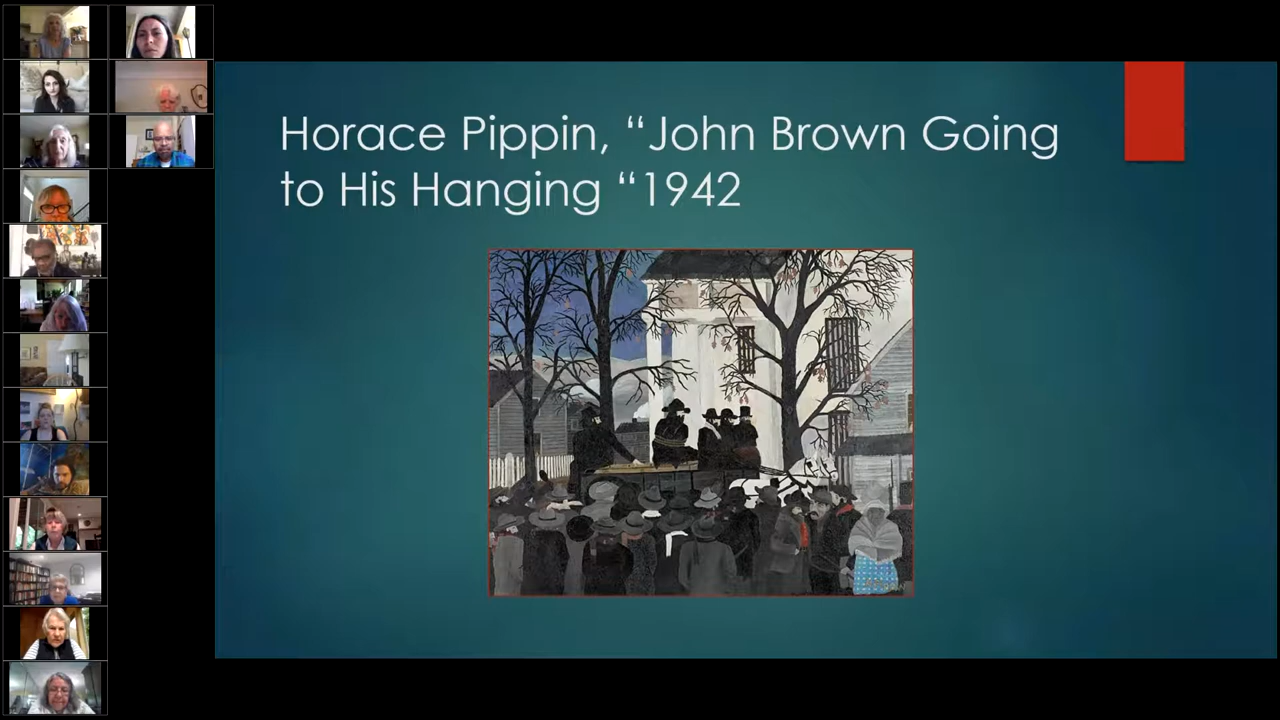 Horace Pippin, “John Brown Going
to His Hanging “1942